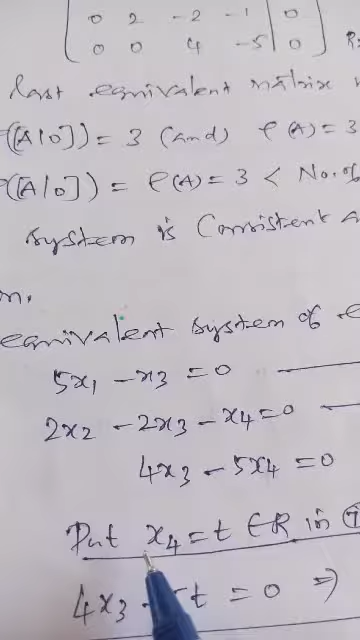 0 2 -2 -1 | 0
0 0 4 -5 | 0
last equivalent matrix
([A|0]) = 3 (and) ρ(A) = 3
([A|0]) = ρ(A) = 3 < No. of
system is Consistent
n.
equivalent system of
5x₁ - x₃ = 0
2x₂ - 2x₃ - x₄ = 0
4x₃ - 5x₄ = 0
Put x₄ = t ∈ R in ⑦
4x₃ - 5t = 0 ⇒